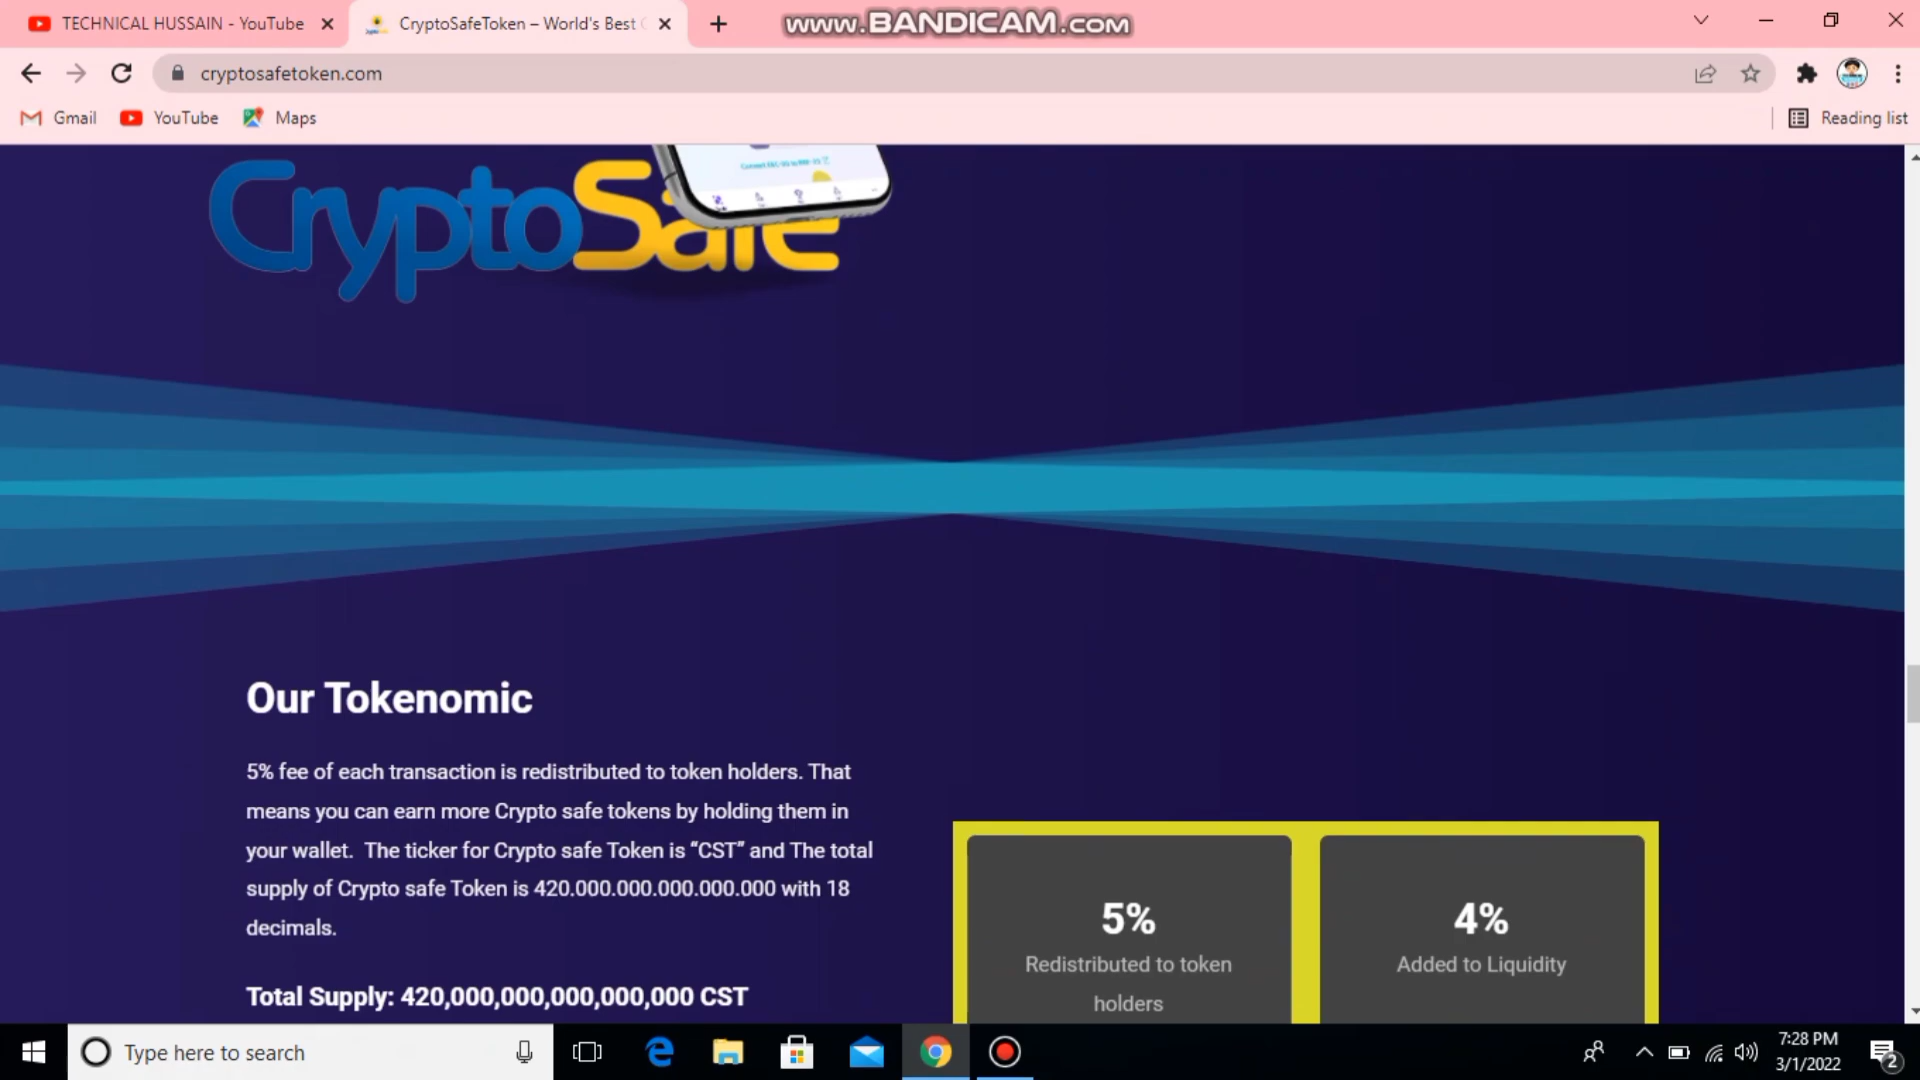 www.BANDICAM.com
TECHNICAL HUSSAIN - YouTube
CryptoSafeToken – World's Best
cryptosafetoken.com
Gmail
YouTube
Maps
Reading list
CryptoSafe
Our Tokenomic
5% fee of each transaction is redistributed to token holders. That
means you can earn more Crypto safe tokens by holding them in
your wallet. The ticker for Crypto safe Token is “CST” and The total
supply of Crypto safe Token is 420.000.000.000.000.000 with 18
decimals.
Total Supply: 420,000,000,000,000,000 CST
5%
Redistributed to token
holders
4%
Added to Liquidity
Type here to search
7:28 PM
3/1/2022
2